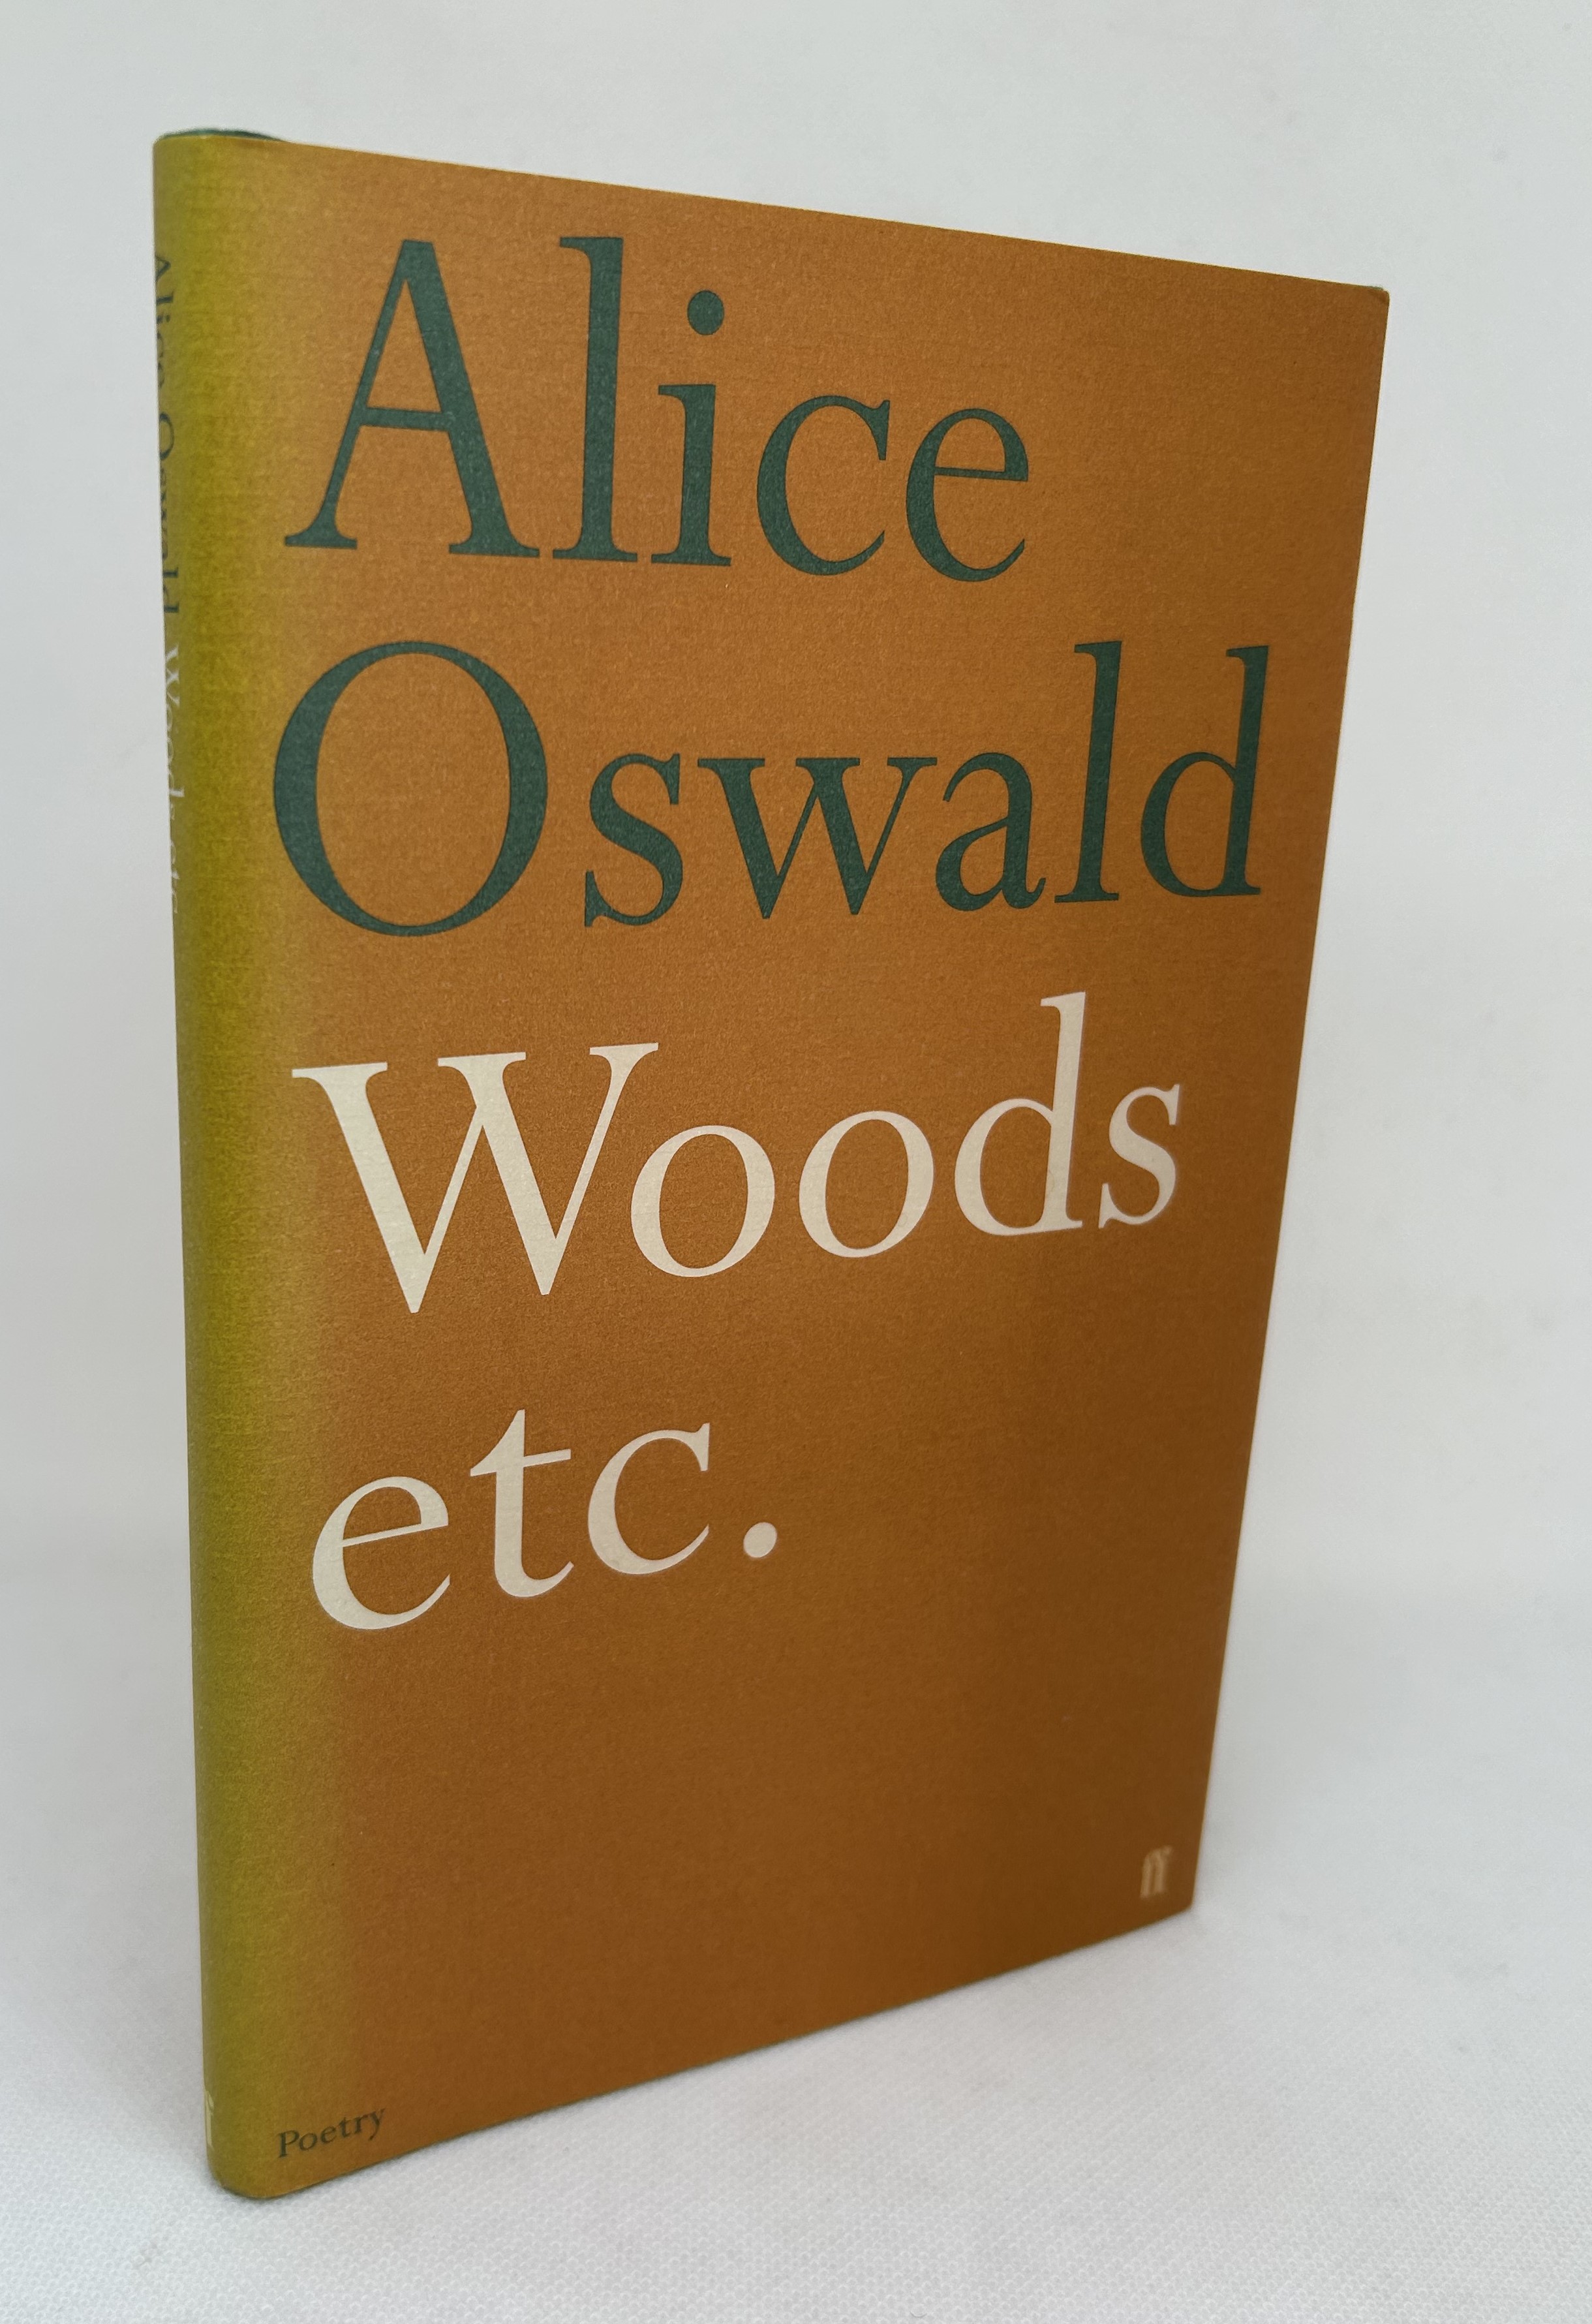 Alice
Oswald
Woods
etc.
ff
Poetry
Alice Oswald Woods etc.